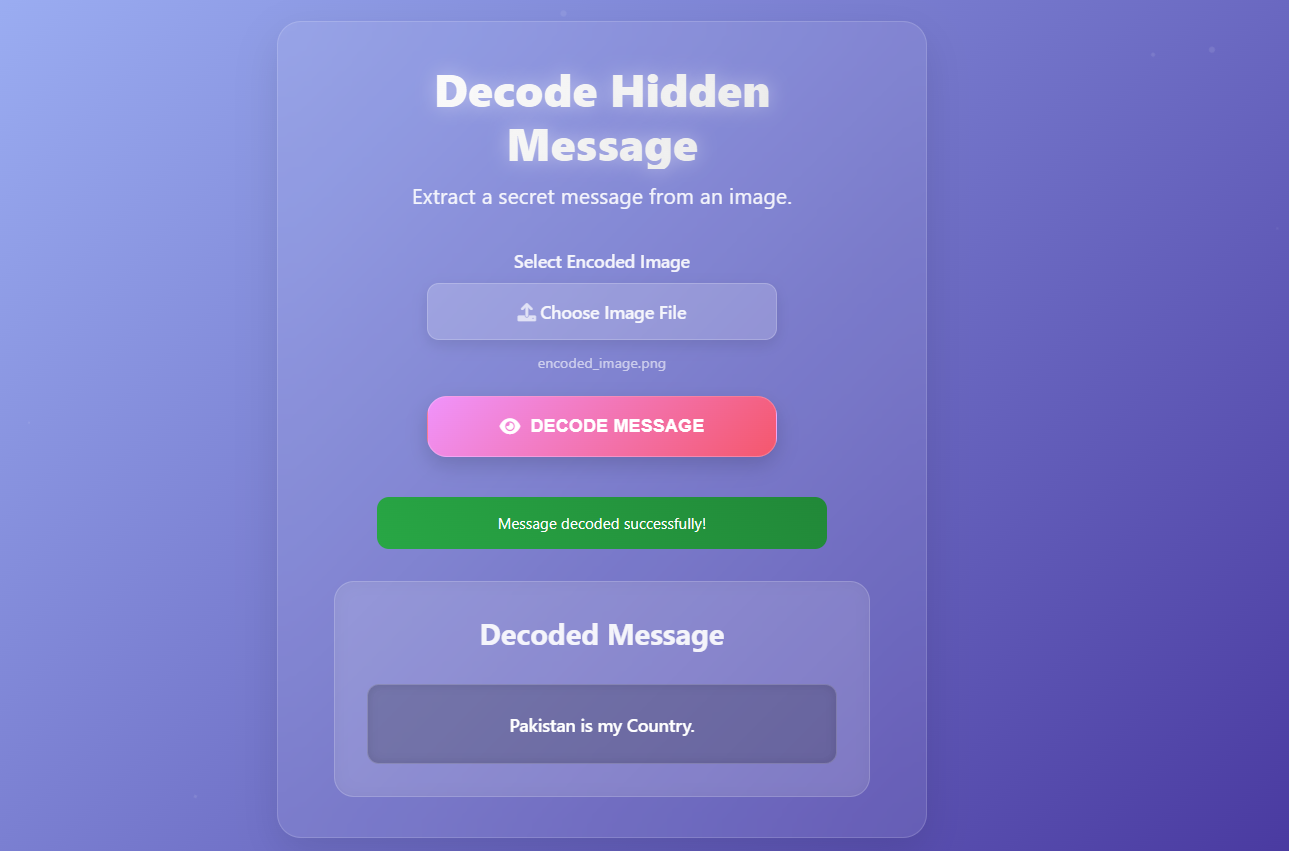 Decode Hidden
Message
Extract a secret message from an image.
Select Encoded Image
Choose Image File
encoded_image.png
DECODE MESSAGE
Message decoded successfully!
Decoded Message
Pakistan is my Country.